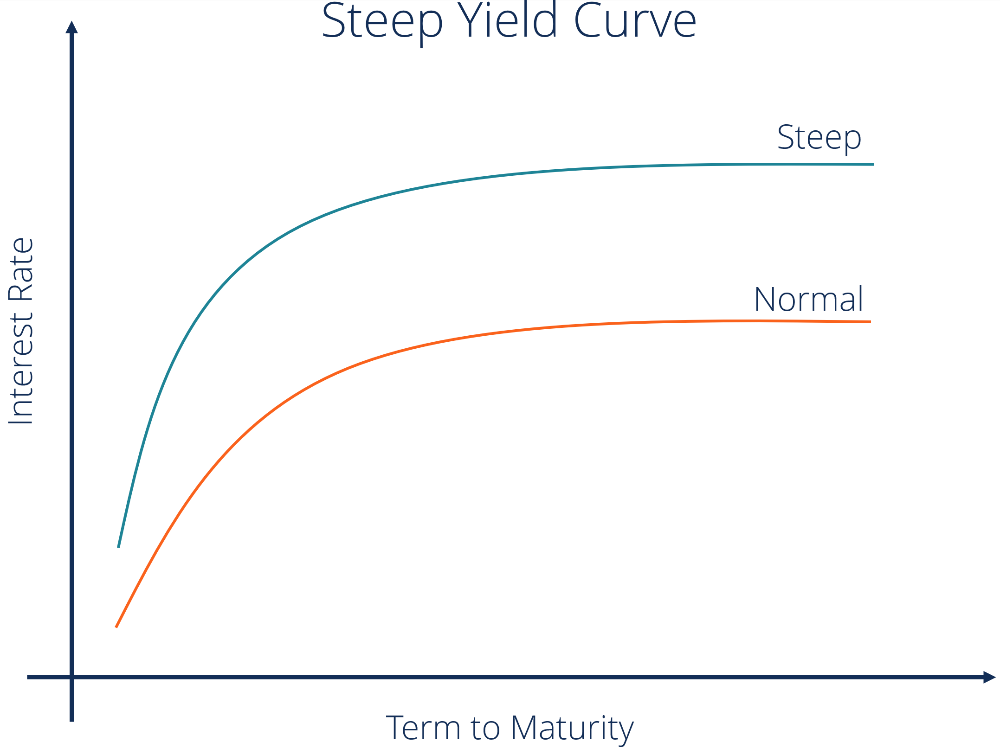 Steep Yield Curve
Steep
Normal
Interest Rate
Term to Maturity